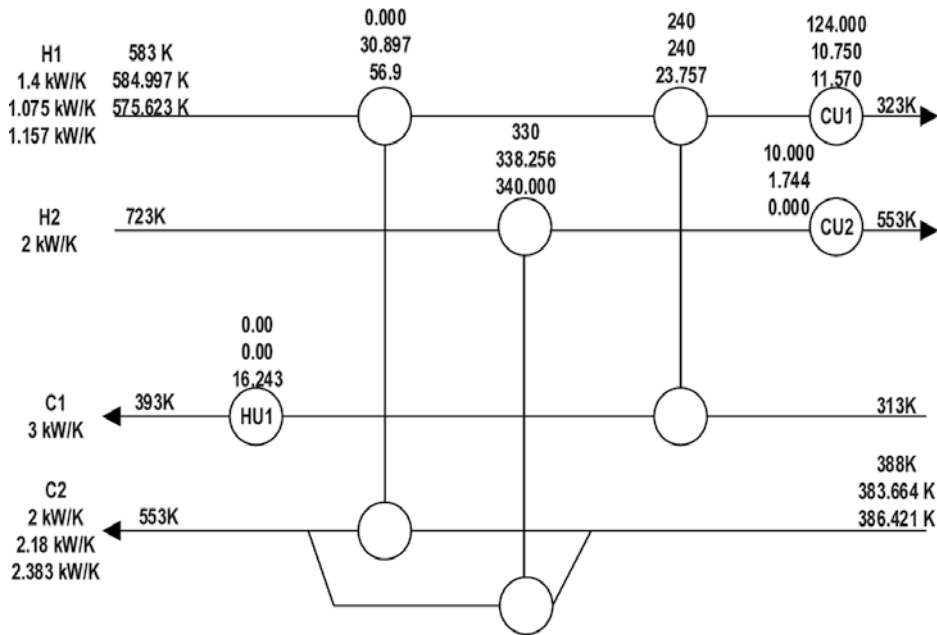 0.000
30.897
56.9
240
240
23.757
124.000
10.750
11.570
H1
1.4 kW/K
1.075 kW/K
1.157 kW/K
583 K
584.997 K
575.623 K
CU1
323K
330
338.256
340.000
10.000
1.744
0.000
H2
2 kW/K
723K
CU2
553K
0.00
0.00
16.243
C1
3 kW/K
393K
HU1
313K
C2
2 kW/K
2.18 kW/K
2.383 kW/K
553K
388K
383.664 K
386.421 K